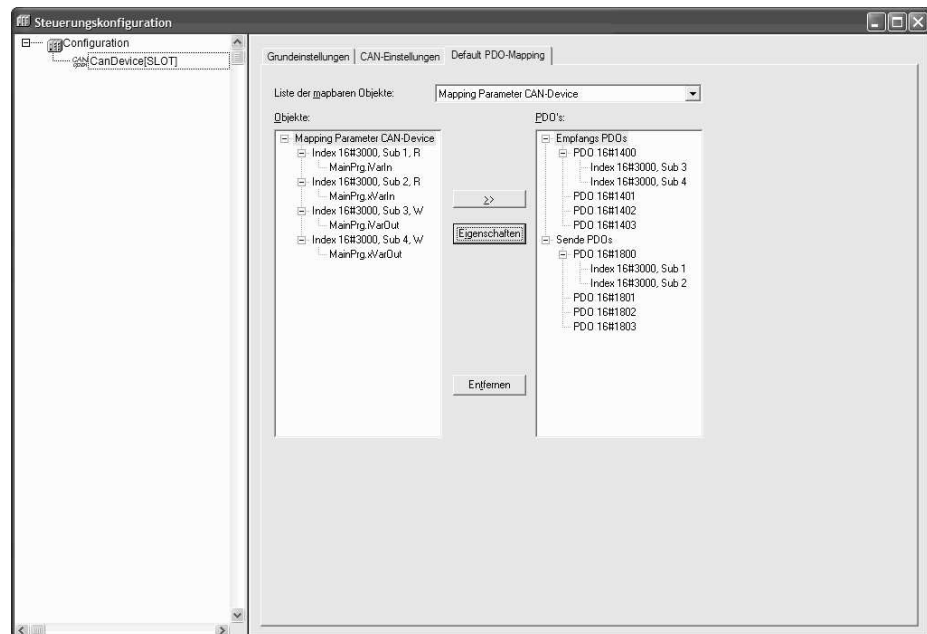 Steuerungskonfiguration
Configuration
CanDevice[SLOT]
Grundeinstellungen
CAN-Einstellungen
Default PDO-Mapping
Liste der mapbaren Objekte:
Mapping Parameter CAN-Device
Objekte:
Mapping Parameter CAN-Device
Index 16#3000, Sub 1, R
MainPrg.iVarIn
Index 16#3000, Sub 2, R
MainPrg.xVarIn
Index 16#3000, Sub 3, W
MainPrg.iVarOut
Index 16#3000, Sub 4, W
MainPrg.xVarOut
>>
Eigenschaften
Entfernen
PDO's:
Empfangs PDOs
PDO 16#1400
Index 16#3000, Sub 3
Index 16#3000, Sub 4
PDO 16#1401
PDO 16#1402
PDO 16#1403
Sende PDOs
PDO 16#1800
Index 16#3000, Sub 1
Index 16#3000, Sub 2
PDO 16#1801
PDO 16#1802
PDO 16#1803